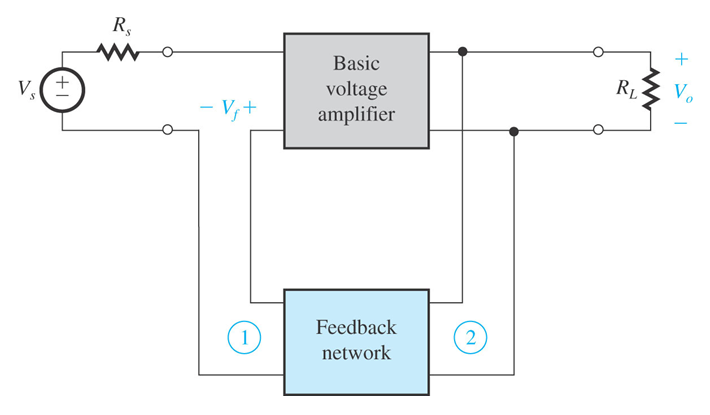 R_s
Basic
voltage
amplifier
+
V_s
+
−
− V_f +
R_L
V_o
−
Feedback
network
1
2